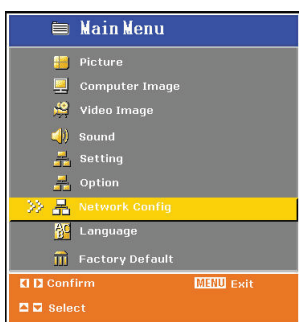 Main Menu
Picture
Computer Image
Video Image
Sound
Setting
Option
Network Config
Language
Factory Default
Confirm
MENU Exit
Select